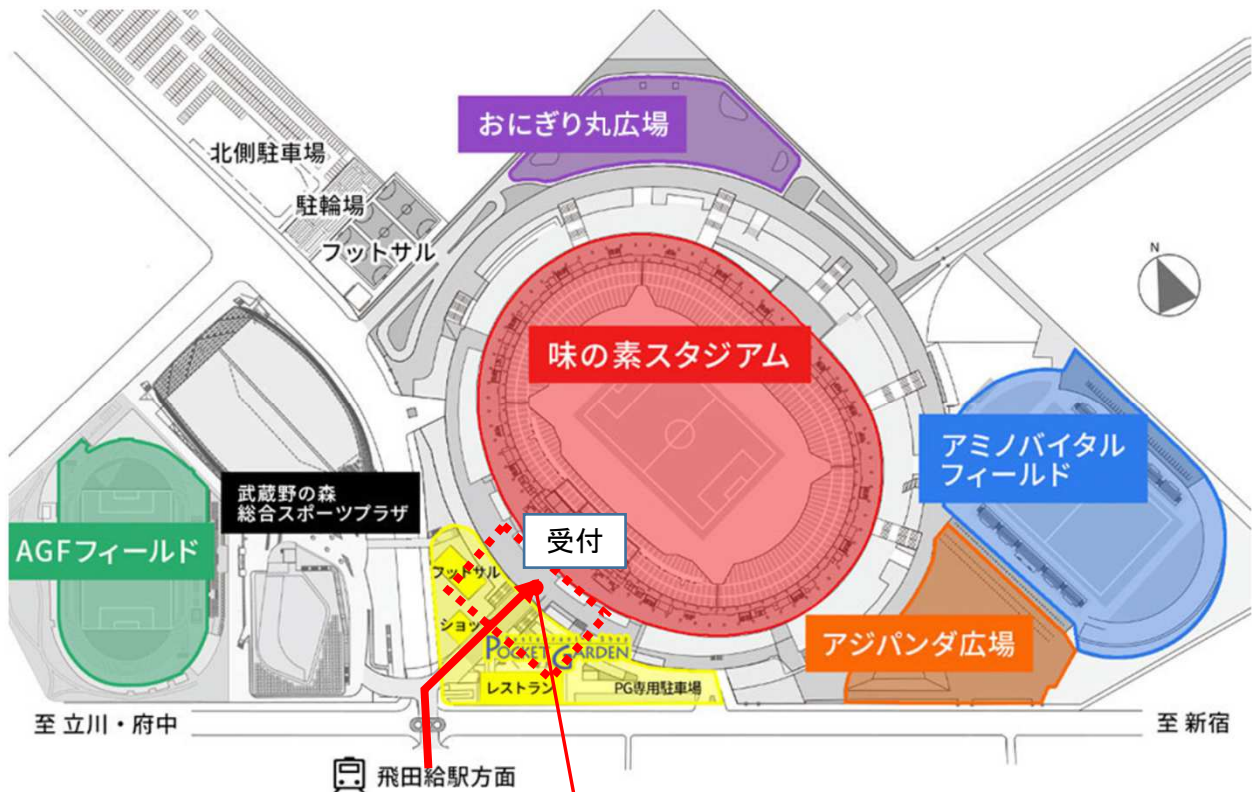 おにぎり丸広場
北側駐車場
駐輪場
フットサル
N
味の素スタジアム
アミノバイタル
フィールド
武蔵野の森
総合スポーツプラザ
受付
AGFフィールド
フットサル
ショッ
POCKET GARDEN
アジパンダ広場
レストラン
PG専用駐車場
至 立川・府中
至 新宿
飛田給駅方面